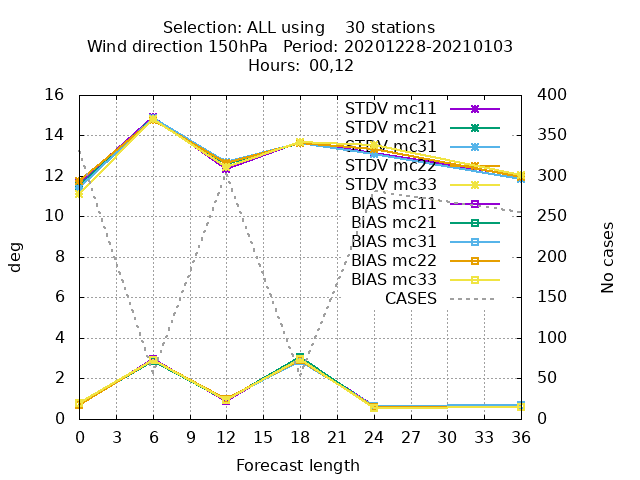 Selection: ALL using 30 stations
Wind direction 150hPa Period: 20201228-20210103
Hours: 00,12
16
14
12
10
8
6
4
2
0
deg
400
350
300
250
200
150
100
50
0
No cases
STDV mc11
STDV mc21
STDV mc31
STDV mc22
STDV mc33
BIAS mc11
BIAS mc21
BIAS mc31
BIAS mc22
BIAS mc33
CASES
0 3 6 9 12 15 18 21 24 27 30 33 36
Forecast length